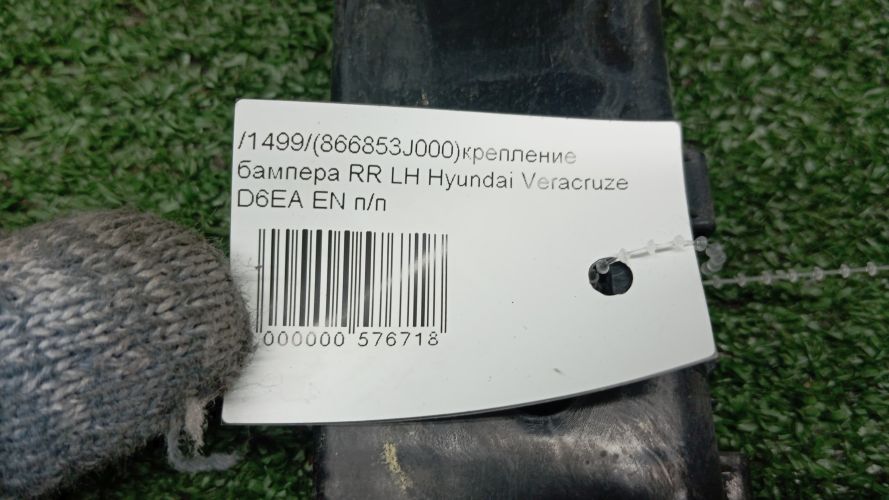 /1499/(866853J000)крепление
бампера RR LH Hyundai Veracruze
D6EA EN п/п
000000 576718